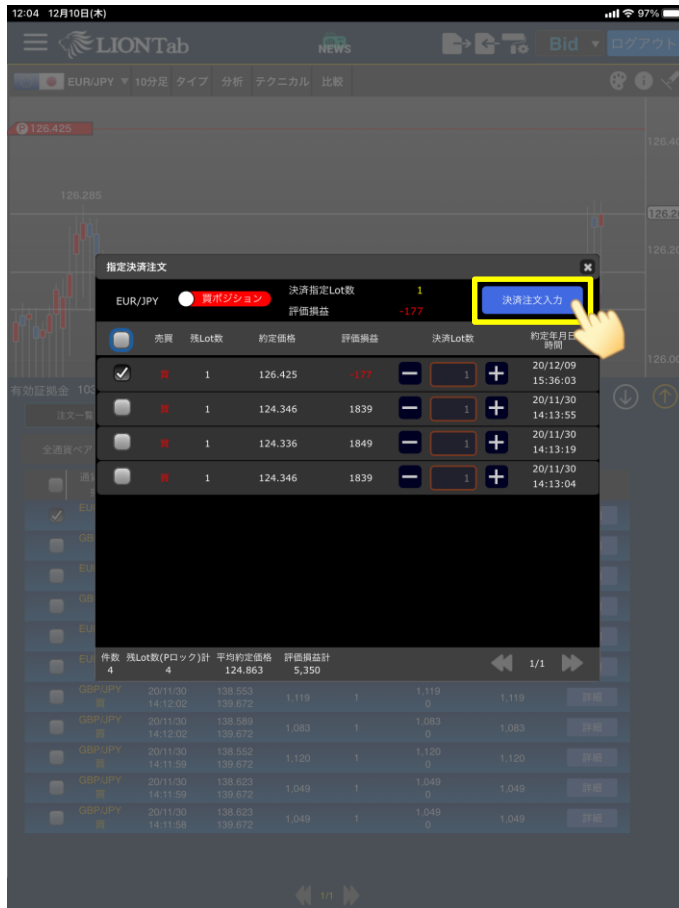 12:04 12月10日(木) 97%
LIONTab NEWS Bid ▼ ログアウト
EUR/JPY ▼ 10分足 タイプ 分析 テクニカル 比較
P 126.425
126.285
指定決済注文
EUR/JPY 買ポジション 決済指定Lot数 1 決済注文入力
評価損益 -177
売買 残Lot数 約定価格 評価損益 決済Lot数 約定年月日
時間
買 1 126.425 -177 1 20/12/09
15:36:03
買 1 124.346 1839 1 20/11/30
14:13:55
買 1 124.336 1849 1 20/11/30
14:13:19
買 1 124.346 1839 1 20/11/30
14:13:04
件数 残Lot数(Pロック)計 平均約定価格 評価損益計
4 4 124.863 5,350 1/1
GBP/JPY 20/11/30 138.553 1,119 1 1,119 1,119 詳細
買 14:12:02 139.672 0
GBP/JPY 20/11/30 138.589 1,083 1 1,083 1,083 詳細
買 14:12:02 139.672 0
GBP/JPY 20/11/30 138.552 1,120 1 1,120 1,120 詳細
買 14:11:59 139.672 0
GBP/JPY 20/11/30 138.623 1,049 1 1,049 1,049 詳細
買 14:11:59 139.672 0
GBP/JPY 20/11/30 138.623 1,049 1 1,049 1,049 詳細
買 14:11:58 139.672 0
1/1